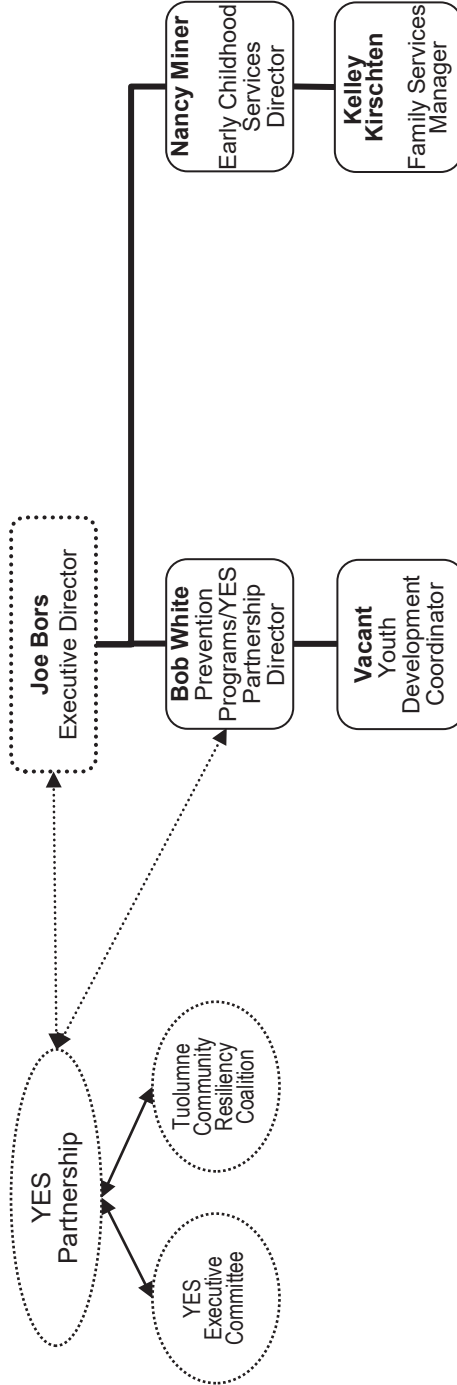 YES
Partnership
YES
Executive
Committee
Tuolumne
Community
Resiliency
Coalition
Joe Bors
Executive Director
Bob White
Prevention
Programs/YES
Partnership
Director
Vacant
Youth
Development
Coordinator
Nancy Miner
Early Childhood
Services
Director
Kelley
Kirschten
Family Services
Manager